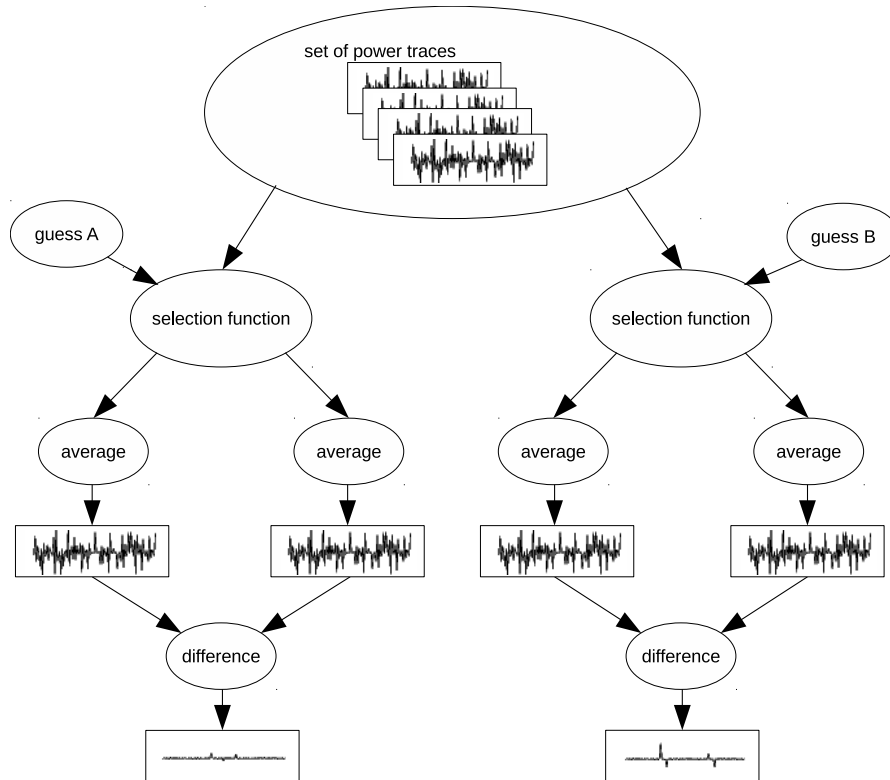 set of power traces
guess A
guess B
selection function
selection function
average
average
average
average
difference
difference